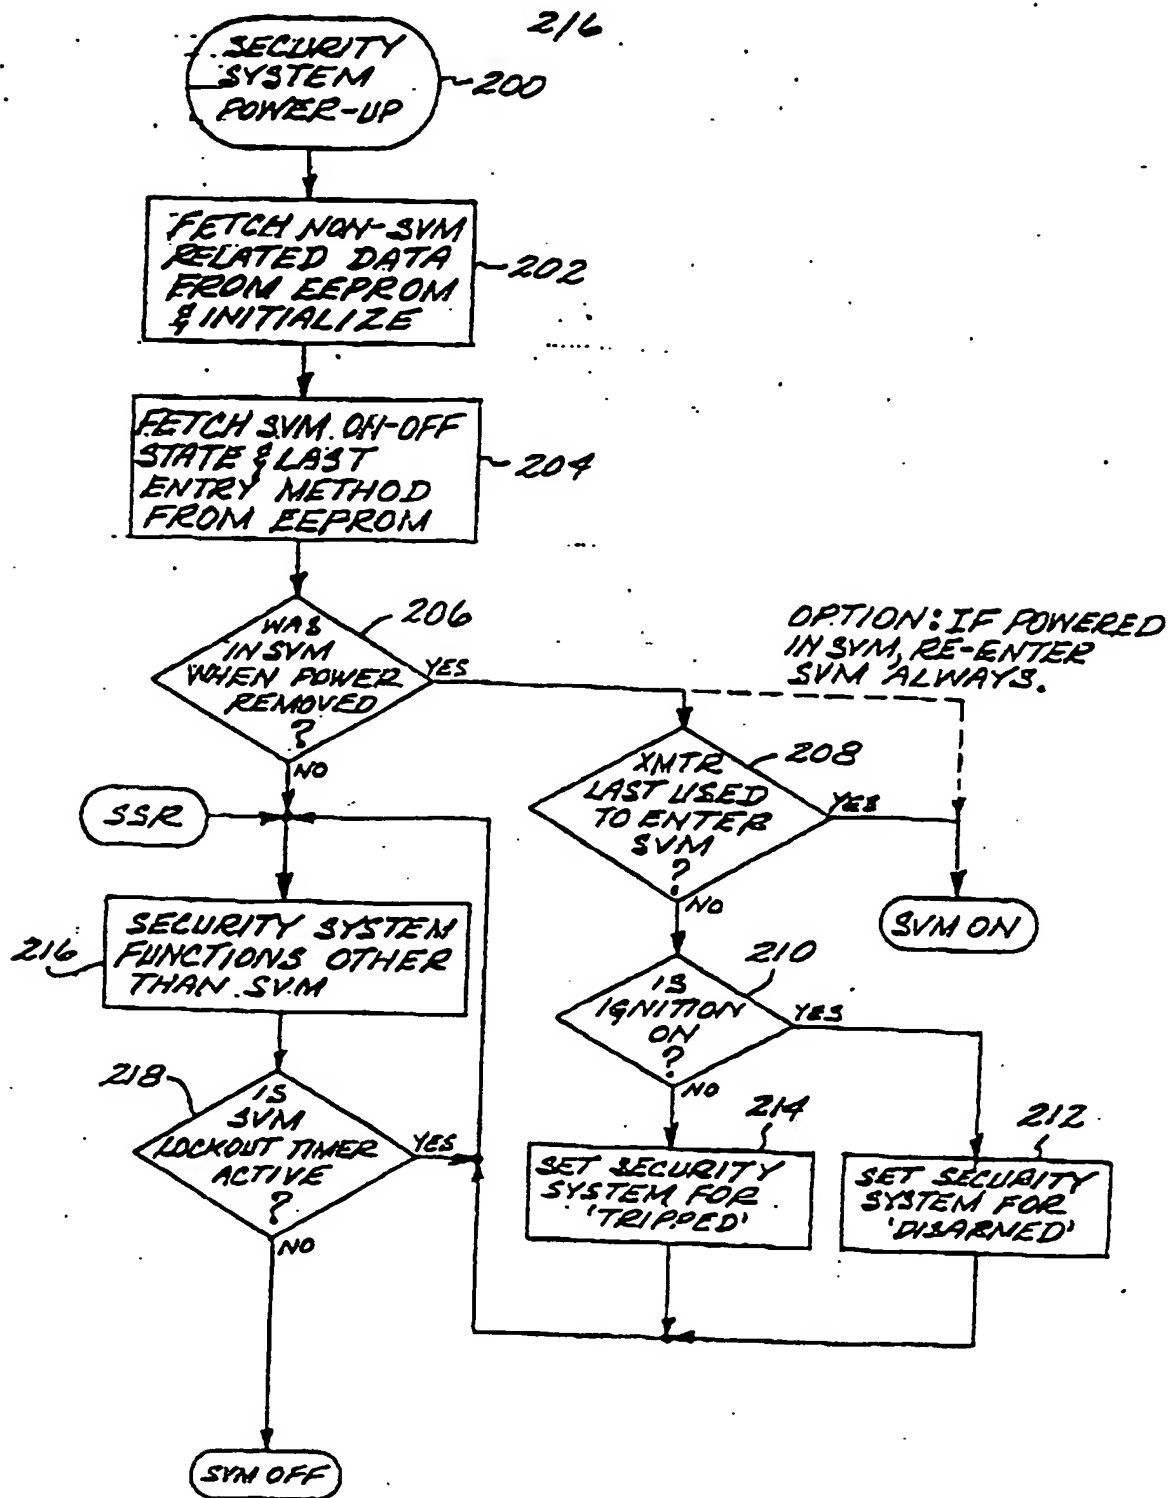 2/6
SECURITY
SYSTEM
POWER-UP
200
FETCH NON-SVM
RELATED DATA
FROM EEPROM
& INITIALIZE
202
FETCH SVM ON-OFF
STATE & LAST
ENTRY METHOD
FROM EEPROM
204
WAS
IN SVM
WHEN POWER
REMOVED
?
206
YES
NO
OPTION: IF POWERED
IN SVM, RE-ENTER
SVM ALWAYS.
XMTR
LAST USED
TO ENTER
SVM
?
208
YES
NO
SVM ON
SSR
SECURITY SYSTEM
FUNCTIONS OTHER
THAN SVM
216
IS
IGNITION
ON
?
210
YES
NO
IS
SVM
LOCKOUT TIMER
ACTIVE
?
218
YES
NO
SET SECURITY
SYSTEM FOR
'TRIPPED'
214
SET SECURITY
SYSTEM FOR
'DISARMED'
212
SVM OFF